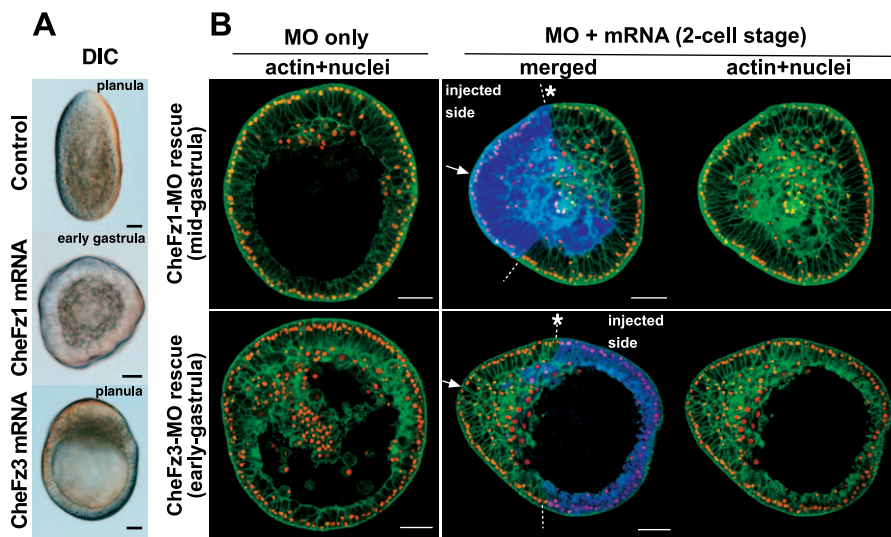 A
DIC
planula
Control
early gastrula
CheFz1 mRNA
planula
CheFz3 mRNA
B
MO only
MO + mRNA (2-cell stage)
actin+nuclei
merged
actin+nuclei
CheFz1-MO rescue
(mid-gastrula)
injected
side
*
CheFz3-MO rescue
(early-gastrula)
*
injected
side